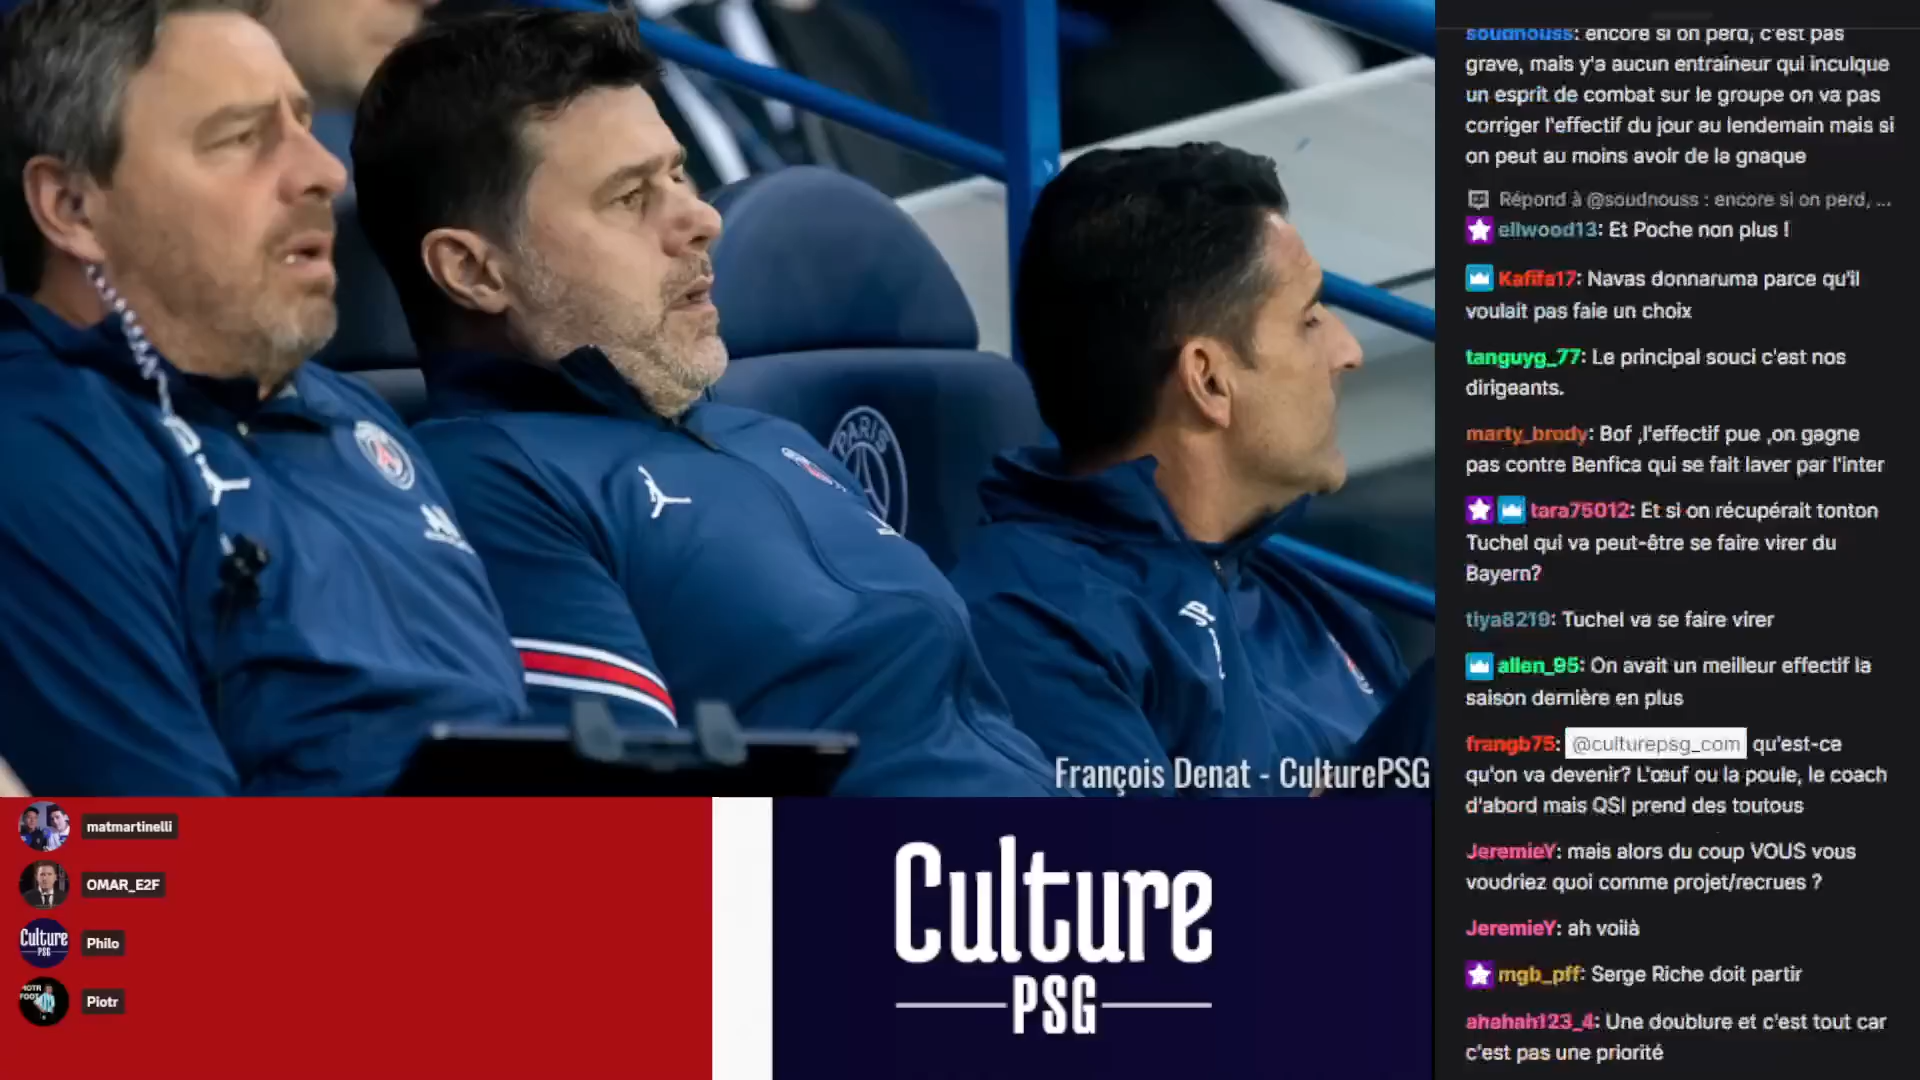 PARIS
François Denat - CulturePSG
matmartinelli
OMAR_E2F
Culture
PSG
Philo
Piotr
Culture
PSG
soudnouss: encore si on perd, c'est pas
grave, mais y'a aucun entraineur qui inculque
un esprit de combat sur le groupe on va pas
corriger l'effectif du jour au lendemain mais si
on peut au moins avoir de la gnaque
Répond à @soudnouss : encore si on perd, ...
ellwood13: Et Poche non plus !
Kafifa17: Navas donnaruma parce qu'il
voulait pas faie un choix
tanguyg_77: Le principal souci c'est nos
dirigeants.
marty_brody: Bof ,l'effectif pue ,on gagne
pas contre Benfica qui se fait laver par l'inter
tara75012: Et si on récupérait tonton
Tuchel qui va peut-être se faire virer du
Bayern?
tiya8219: Tuchel va se faire virer
allen_95: On avait un meilleur effectif la
saison dernière en plus
frangb75: @culturepsg_com qu'est-ce
qu'on va devenir? L'œuf ou la poule, le coach
d'abord mais QSI prend des toutous
JeremieY: mais alors du coup VOUS vous
voudriez quoi comme projet/recrues ?
JeremieY: ah voilà
mgb_pff: Serge Riche doit partir
ahahah123_4: Une doublure et c'est tout car
c'est pas une priorité